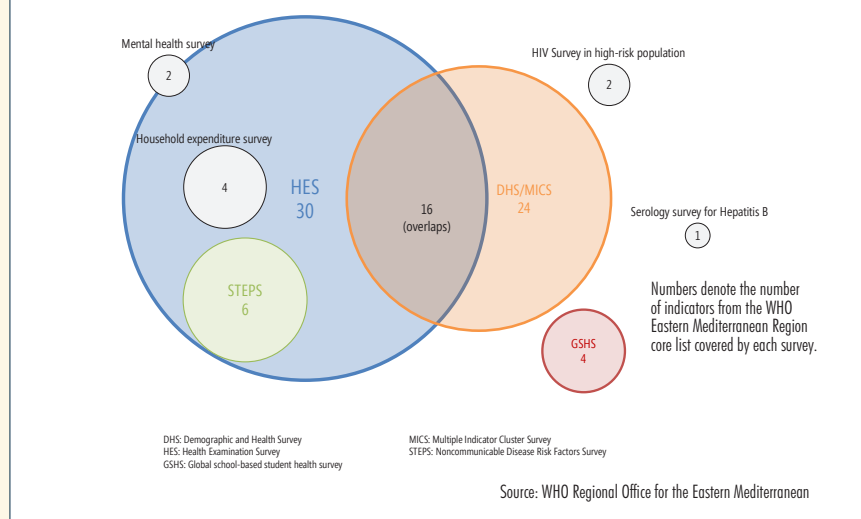 Mental health survey
2
HIV Survey in high-risk population
2
Household expenditure survey
4
HES
30
16
(overlaps)
DHS/MICS
24
Serology survey for Hepatitis B
1
STEPS
6
GSHS
4
Numbers denote the number
of indicators from the WHO
Eastern Mediterranean Region
core list covered by each survey.
DHS: Demographic and Health Survey
HES: Health Examination Survey
GSHS: Global school-based student health survey
MICS: Multiple Indicator Cluster Survey
STEPS: Noncommunicable Disease Risk Factors Survey
Source: WHO Regional Office for the Eastern Mediterranean